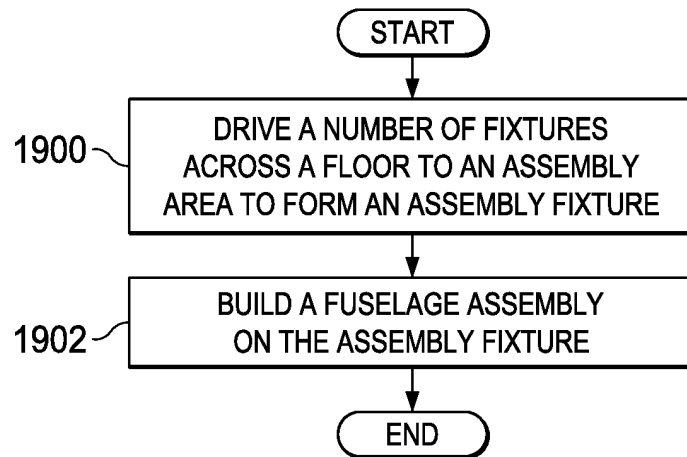 START
1900
DRIVE A NUMBER OF FIXTURES
ACROSS A FLOOR TO AN ASSEMBLY
AREA TO FORM AN ASSEMBLY FIXTURE
1902
BUILD A FUSELAGE ASSEMBLY
ON THE ASSEMBLY FIXTURE
END